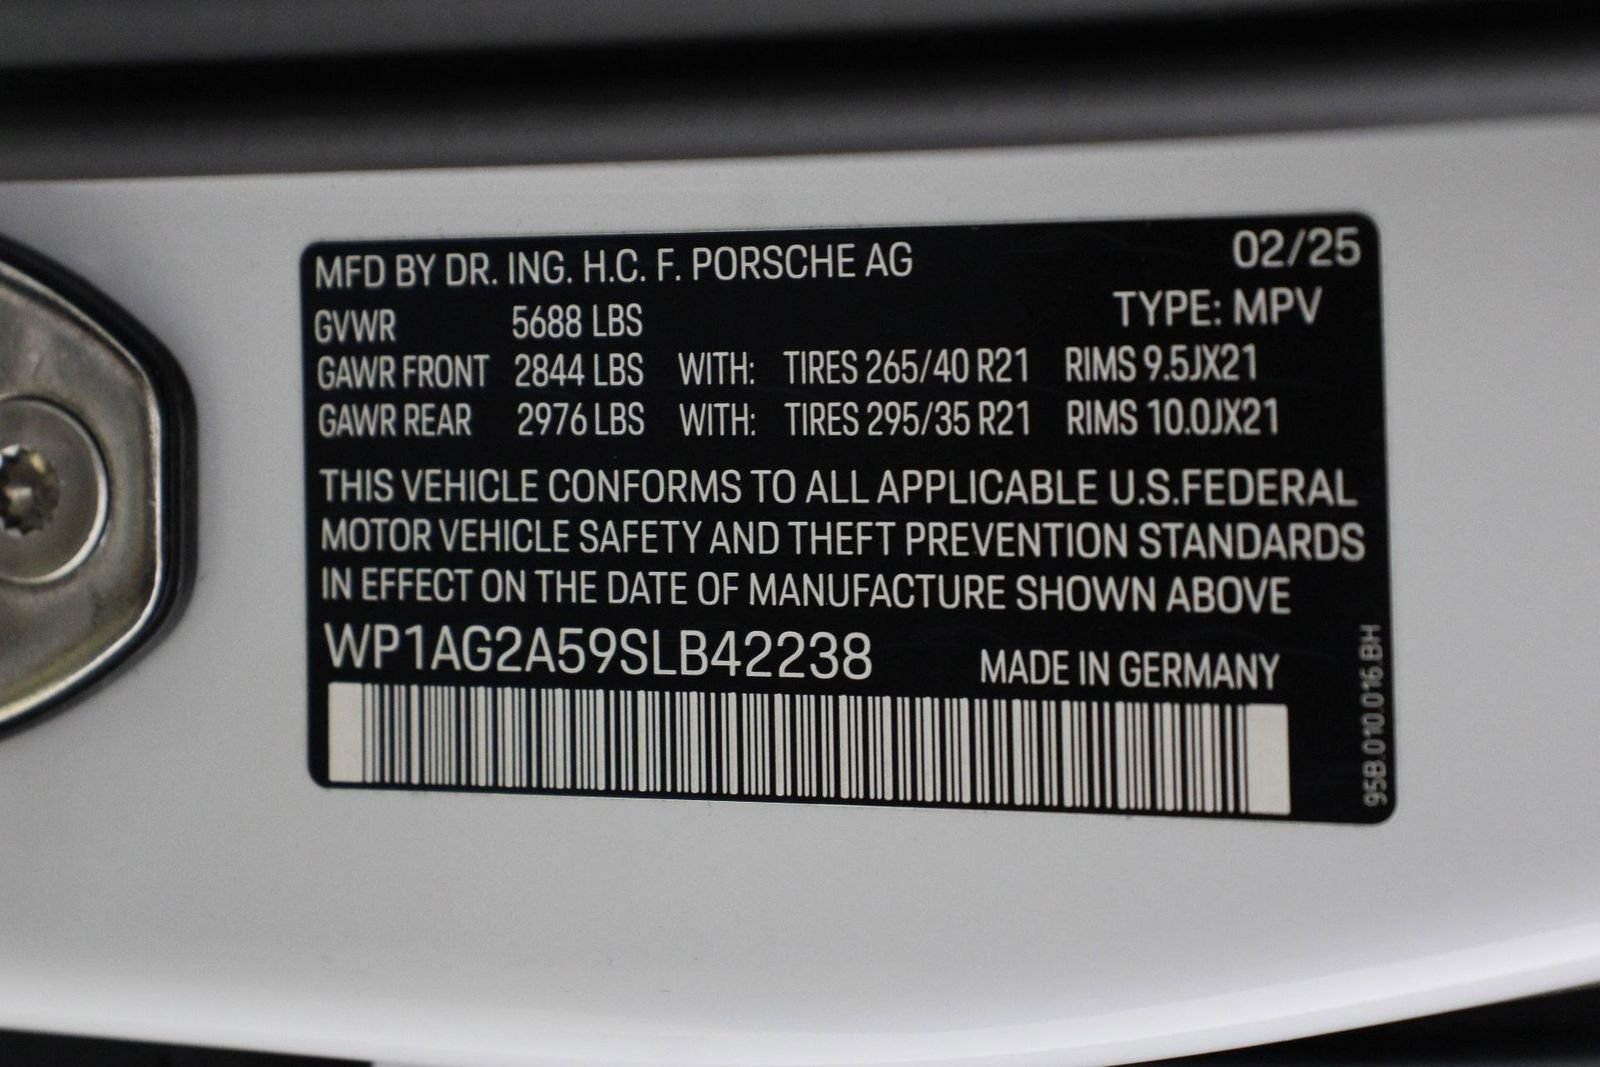 MFD BY DR. ING. H.C. F. PORSCHE AG 02/25
GVWR 5688 LBS TYPE: MPV
GAWR FRONT 2844 LBS WITH: TIRES 265/40 R21 RIMS 9.5JX21
GAWR REAR 2976 LBS WITH: TIRES 295/35 R21 RIMS 10.0JX21
THIS VEHICLE CONFORMS TO ALL APPLICABLE U.S.FEDERAL
MOTOR VEHICLE SAFETY AND THEFT PREVENTION STANDARDS
IN EFFECT ON THE DATE OF MANUFACTURE SHOWN ABOVE
WP1AG2A59SLB42238 MADE IN GERMANY
95B.010.016.BH